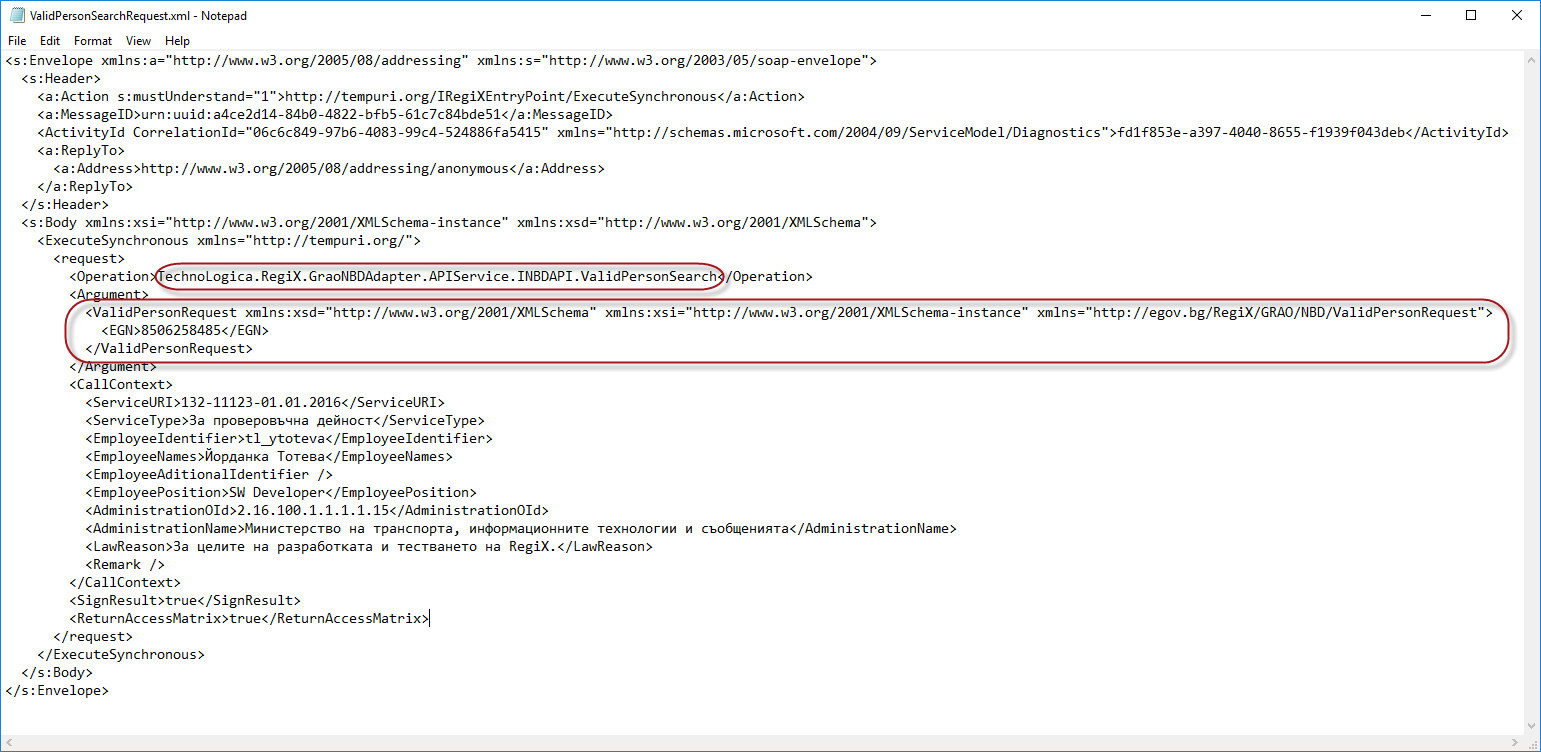 ValidPersonSearchRequest.xml - Notepad
File Edit Format View Help
<s:Envelope xmlns:a="http://www.w3.org/2005/08/addressing" xmlns:s="http://www.w3.org/2003/05/soap-envelope">
<s:Header>
<a:Action s:mustUnderstand="1">http://tempuri.org/IRegiXEntryPoint/ExecuteSynchronous</a:Action>
<a:MessageID>urn:uuid:a4ce2d14-84b0-4822-bfb5-61c7c84bde51</a:MessageID>
<ActivityId CorrelationId="06c6c849-97b6-4083-99c4-524886fa5415" xmlns="http://schemas.microsoft.com/2004/09/ServiceModel/Diagnostics">fd1f853e-a397-4040-8655-f1939f043deb</ActivityId>
<a:ReplyTo>
<a:Address>http://www.w3.org/2005/08/addressing/anonymous</a:Address>
</a:ReplyTo>
</s:Header>
<s:Body xmlns:xsi="http://www.w3.org/2001/XMLSchema-instance" xmlns:xsd="http://www.w3.org/2001/XMLSchema">
<ExecuteSynchronous xmlns="http://tempuri.org/">
<request>
<Operation>TechnoLogica.RegiX.GraoNBDAdapter.APIService.INBDAPI.ValidPersonSearch</Operation>
<Argument>
<ValidPersonRequest xmlns:xsd="http://www.w3.org/2001/XMLSchema" xmlns:xsi="http://www.w3.org/2001/XMLSchema-instance" xmlns="http://egov.bg/RegiX/GRAO/NBD/ValidPersonRequest">
<EGN>8506258485</EGN>
</ValidPersonRequest>
</Argument>
<CallContext>
<ServiceURI>132-11123-01.01.2016</ServiceURI>
<ServiceType>За проверовъчна дейност</ServiceType>
<EmployeeIdentifier>tl_ytoteva</EmployeeIdentifier>
<EmployeeNames>Йорданка Тотева</EmployeeNames>
<EmployeeAditionalIdentifier />
<EmployeePosition>SW Developer</EmployeePosition>
<AdministrationOId>2.16.100.1.1.1.1.15</AdministrationOId>
<AdministrationName>Министерство на транспорта, информационните технологии и съобщенията</AdministrationName>
<LawReason>За целите на разработката и тестването на RegiX.</LawReason>
<Remark />
</CallContext>
<SignResult>true</SignResult>
<ReturnAccessMatrix>true</ReturnAccessMatrix>
</request>
</ExecuteSynchronous>
</s:Body>
</s:Envelope>